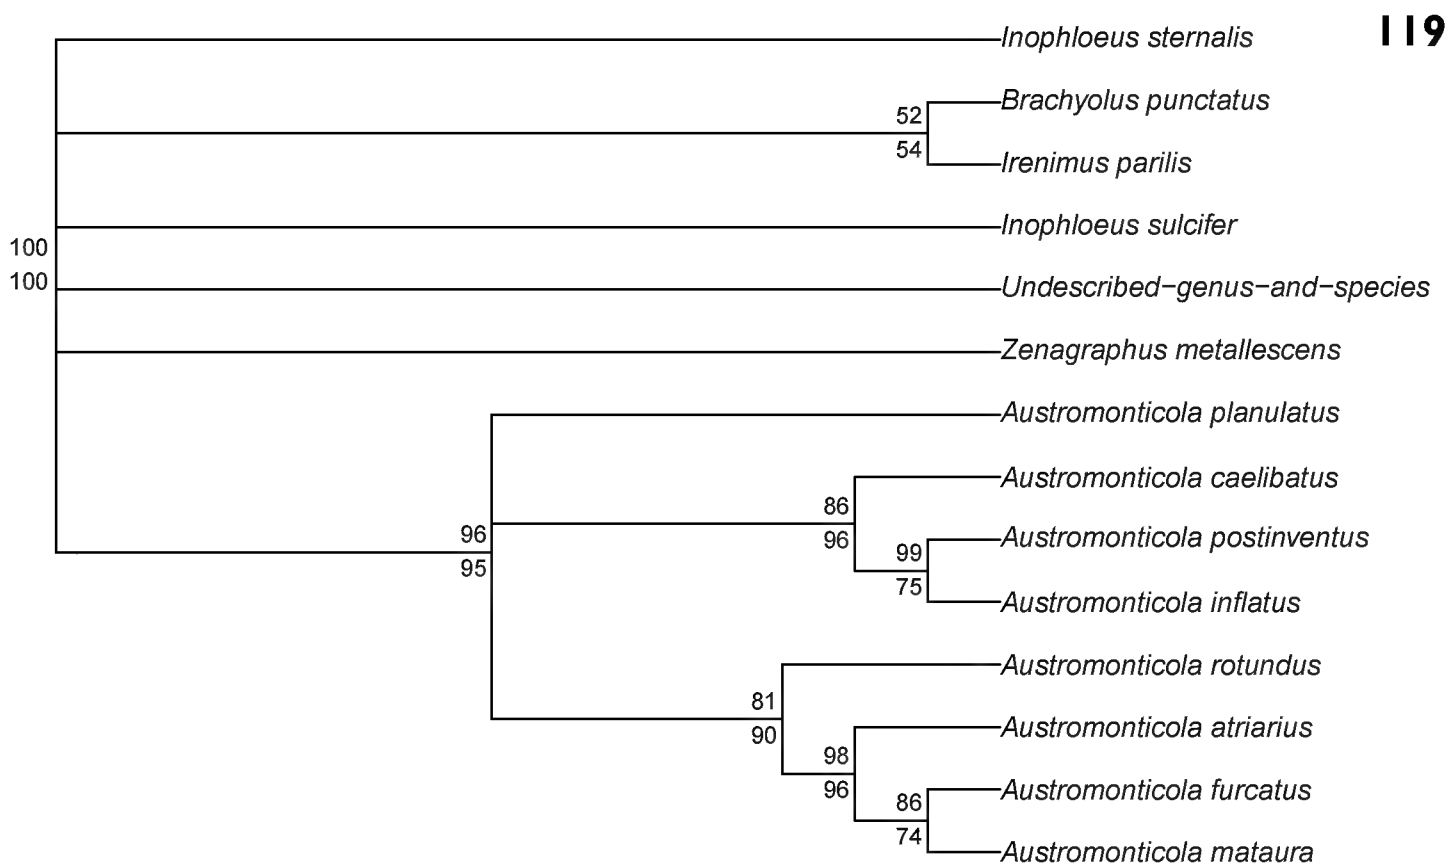 119
Inophloeus sternalis
Brachyolus punctatus
52
54
Irenimus parilis
Inophloeus sulcifer
100
100
Undescribed−genus−and−species
Zenagraphus metallescens
Austromonticola planulatus
Austromonticola caelibatus
86
96
96
95
Austromonticola postinventus
99
75
Austromonticola inflatus
Austromonticola rotundus
81
90
Austromonticola atriarius
98
96
Austromonticola furcatus
86
74
Austromonticola mataura